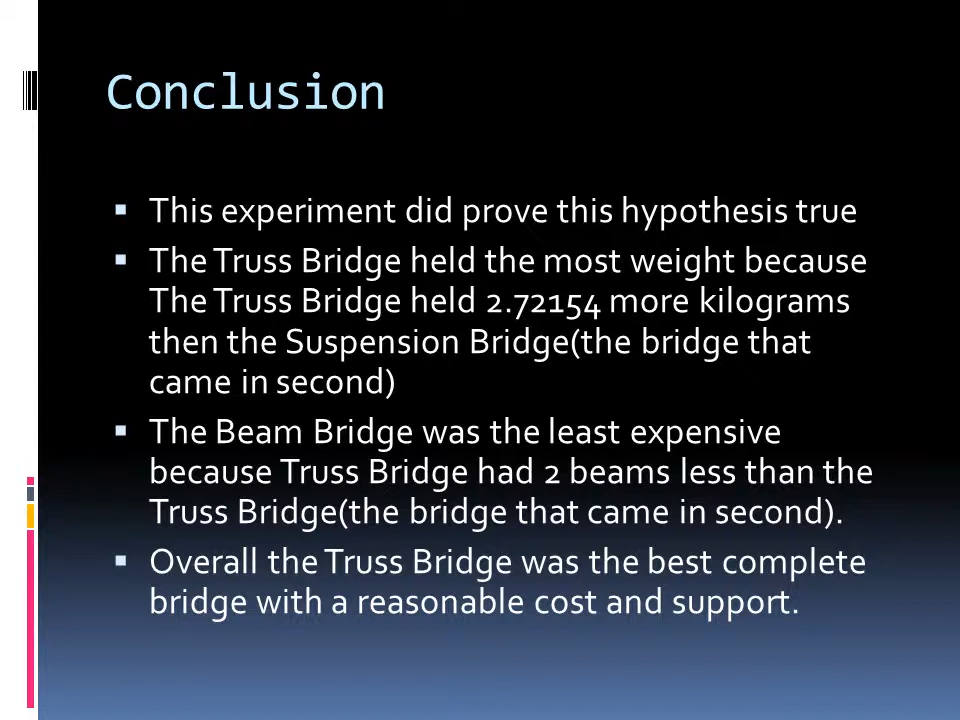 Conclusion
▪ This experiment did prove this hypothesis true
▪ The Truss Bridge held the most weight because
The Truss Bridge held 2.72154 more kilograms
then the Suspension Bridge(the bridge that
came in second)
▪ The Beam Bridge was the least expensive
because Truss Bridge had 2 beams less than the
Truss Bridge(the bridge that came in second).
▪ Overall the Truss Bridge was the best complete
bridge with a reasonable cost and support.